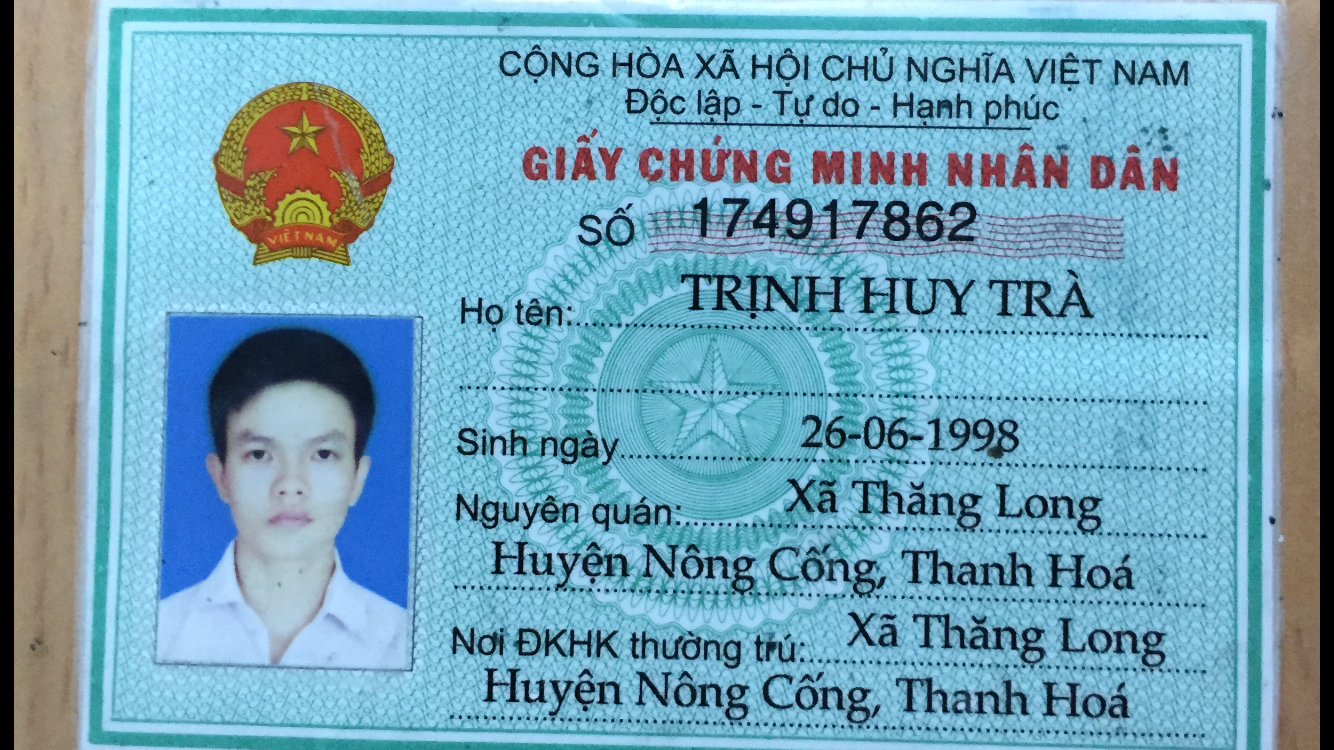 CỘNG HÒA XÃ HỘI CHỦ NGHĨA VIỆT NAM
Độc lập - Tự do - Hạnh phúc
GIẤY CHỨNG MINH NHÂN DÂN
SỐ 174917862
VIỆT NAM
Họ tên: TRỊNH HUY TRÀ
Sinh ngày 26-06-1998
Nguyên quán: Xã Thăng Long
Huyện Nông Cống, Thanh Hoá
Nơi ĐKHK thường trú: Xã Thăng Long
Huyện Nông Cống, Thanh Hoá